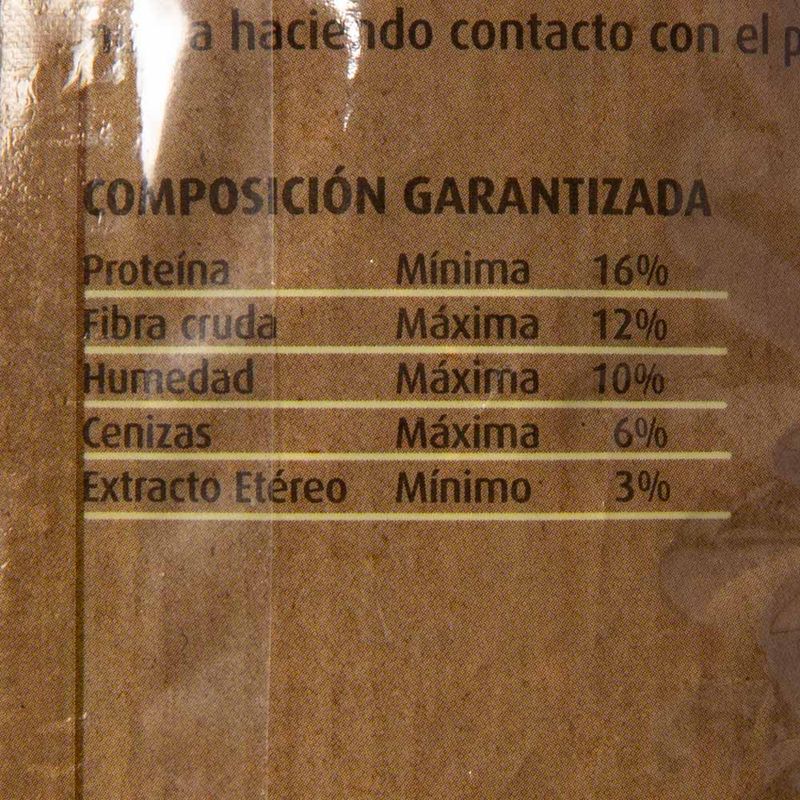 a haciendo contacto con el
COMPOSICIÓN GARANTIZADA
Proteína Mínima 16%
Fibra cruda Máxima 12%
Humedad Máxima 10%
Cenizas Máxima 6%
Extracto Etéreo Mínimo 3%